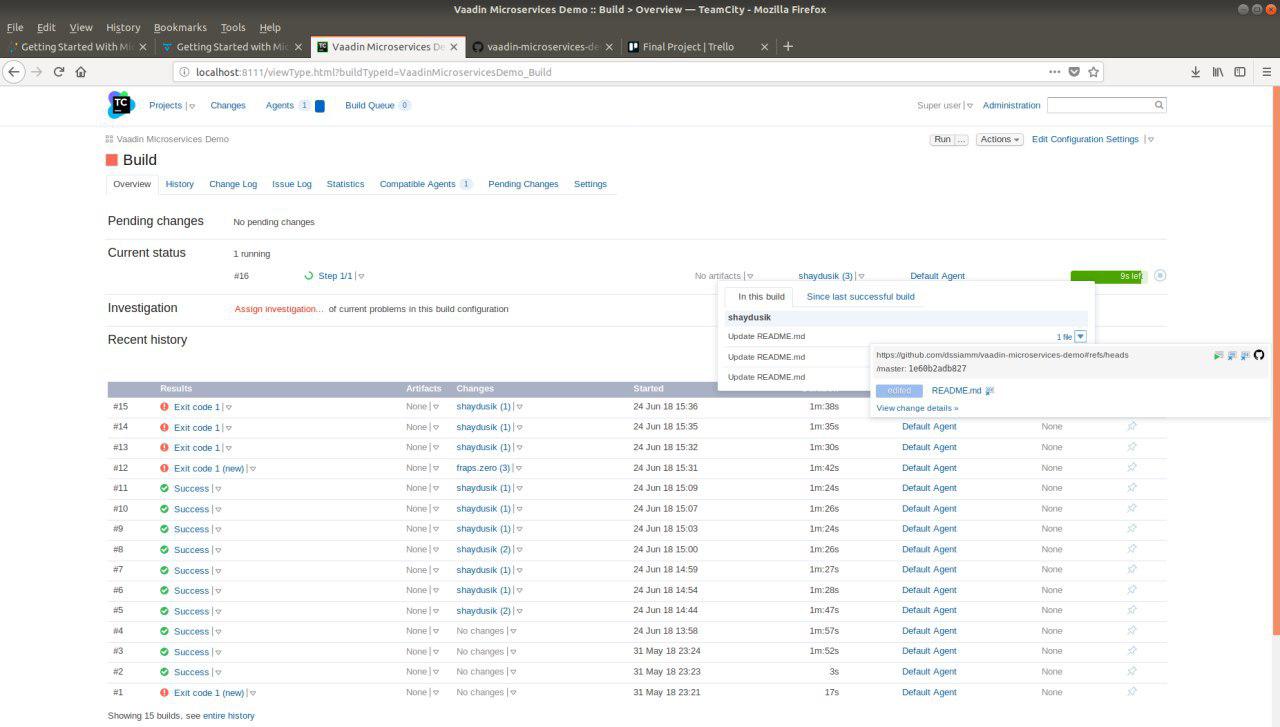 Vaadin Microservices Demo :: Build > Overview — TeamCity - Mozilla Firefox
File Edit View History Bookmarks Tools Help
Getting Started With Mic Getting Started with Mic Vaadin Microservices De vaadin-microservices-de Final Project | Trello
localhost:8111/viewType.html?buildTypeId=VaadinMicroservicesDemo_Build
TC Projects Changes Agents 1 Build Queue 0 Super user Administration
Vaadin Microservices Demo Run ... Actions Edit Configuration Settings
Build
Overview History Change Log Issue Log Statistics Compatible Agents 1 Pending Changes Settings
Pending changes No pending changes
Current status 1 running
#16 Step 1/1 No artifacts shaydusik (3) Default Agent 9s left
In this build Since last successful build
Investigation Assign investigation... of current problems in this build configuration
shaydusik
Recent history
Update README.md 1 file
Update README.md
Update README.md
https://github.com/dssiamm/vaadin-microservices-demo#refs/heads
/master: 1e60b2adb827
edited README.md
View change details »
Results Artifacts Changes Started
#15 Exit code 1 None shaydusik (1) 24 Jun 18 15:36 1m:38s
#14 Exit code 1 None shaydusik (1) 24 Jun 18 15:35 1m:35s Default Agent None
#13 Exit code 1 None shaydusik (1) 24 Jun 18 15:32 1m:30s Default Agent None
#12 Exit code 1 (new) None fraps.zero (3) 24 Jun 18 15:31 1m:42s Default Agent None
#11 Success None shaydusik (1) 24 Jun 18 15:09 1m:24s Default Agent None
#10 Success None shaydusik (1) 24 Jun 18 15:07 1m:26s Default Agent None
#9 Success None shaydusik (1) 24 Jun 18 15:03 1m:24s Default Agent None
#8 Success None shaydusik (2) 24 Jun 18 15:00 1m:26s Default Agent None
#7 Success None shaydusik (1) 24 Jun 18 14:59 1m:27s Default Agent None
#6 Success None shaydusik (1) 24 Jun 18 14:54 1m:28s Default Agent None
#5 Success None shaydusik (2) 24 Jun 18 14:44 1m:47s Default Agent None
#4 Success None No changes 24 Jun 18 13:58 1m:57s Default Agent None
#3 Success None No changes 31 May 18 23:24 1m:52s Default Agent None
#2 Success None No changes 31 May 18 23:23 3s Default Agent None
#1 Exit code 1 (new) None No changes 31 May 18 23:21 17s Default Agent None
Showing 15 builds, see entire history